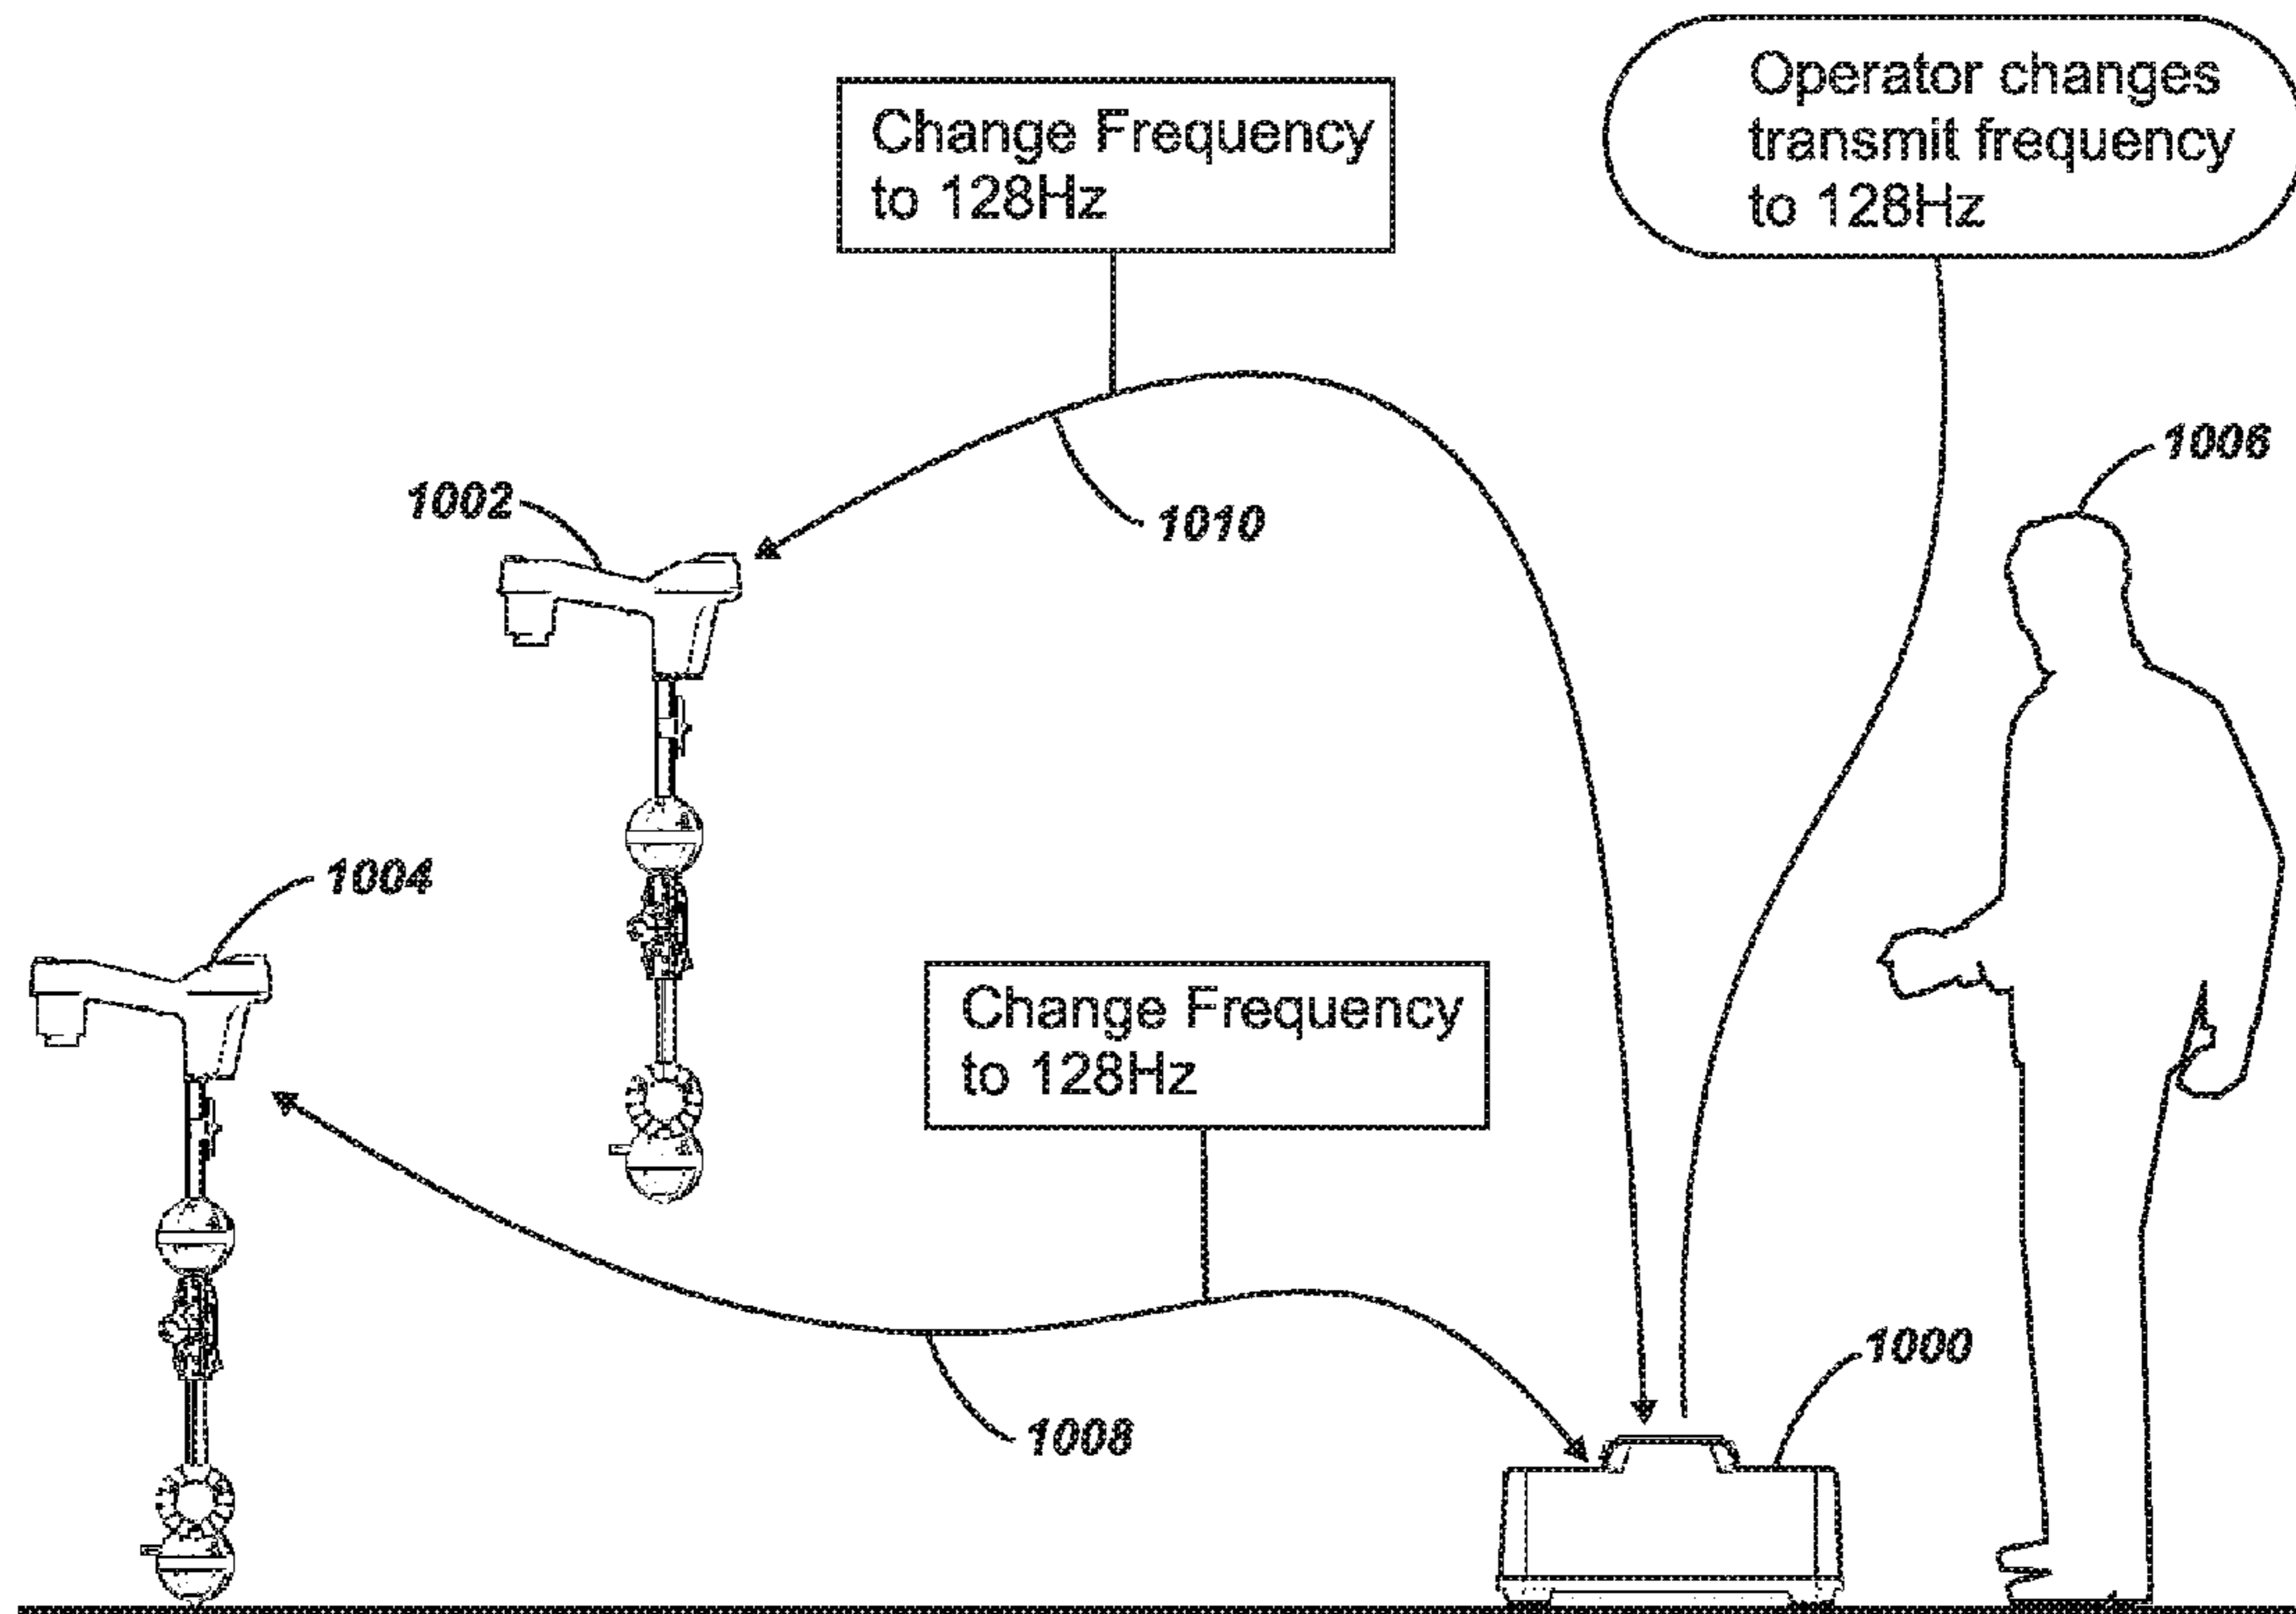 Operator changes
transmit frequency
to 128Hz
Change Frequency
to 128Hz
1006
1002
1010
1004
Change Frequency
to 128Hz
1000
1008